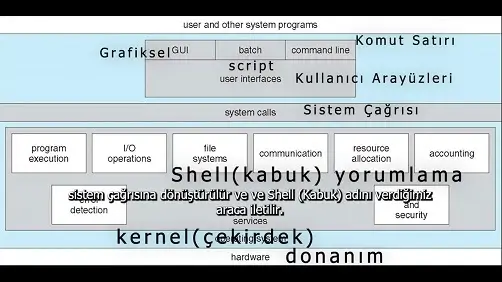 user and other system programs
Grafiksel GUI batch command line Komut Satırı
script
user interfaces Kullanıcı Arayüzleri
system calls Sistem Çağrısı
program execution
I/O operations
file systems
communication
resource allocation
accounting
Shell(kabuk) yorumlama
sistem çağrısına dönüştürülür ve ve Shell (Kabuk) adını verdiğimiz
araca iletilir.
detection
services
and security
kernel(çekirdek)
operating system
hardware
donanım